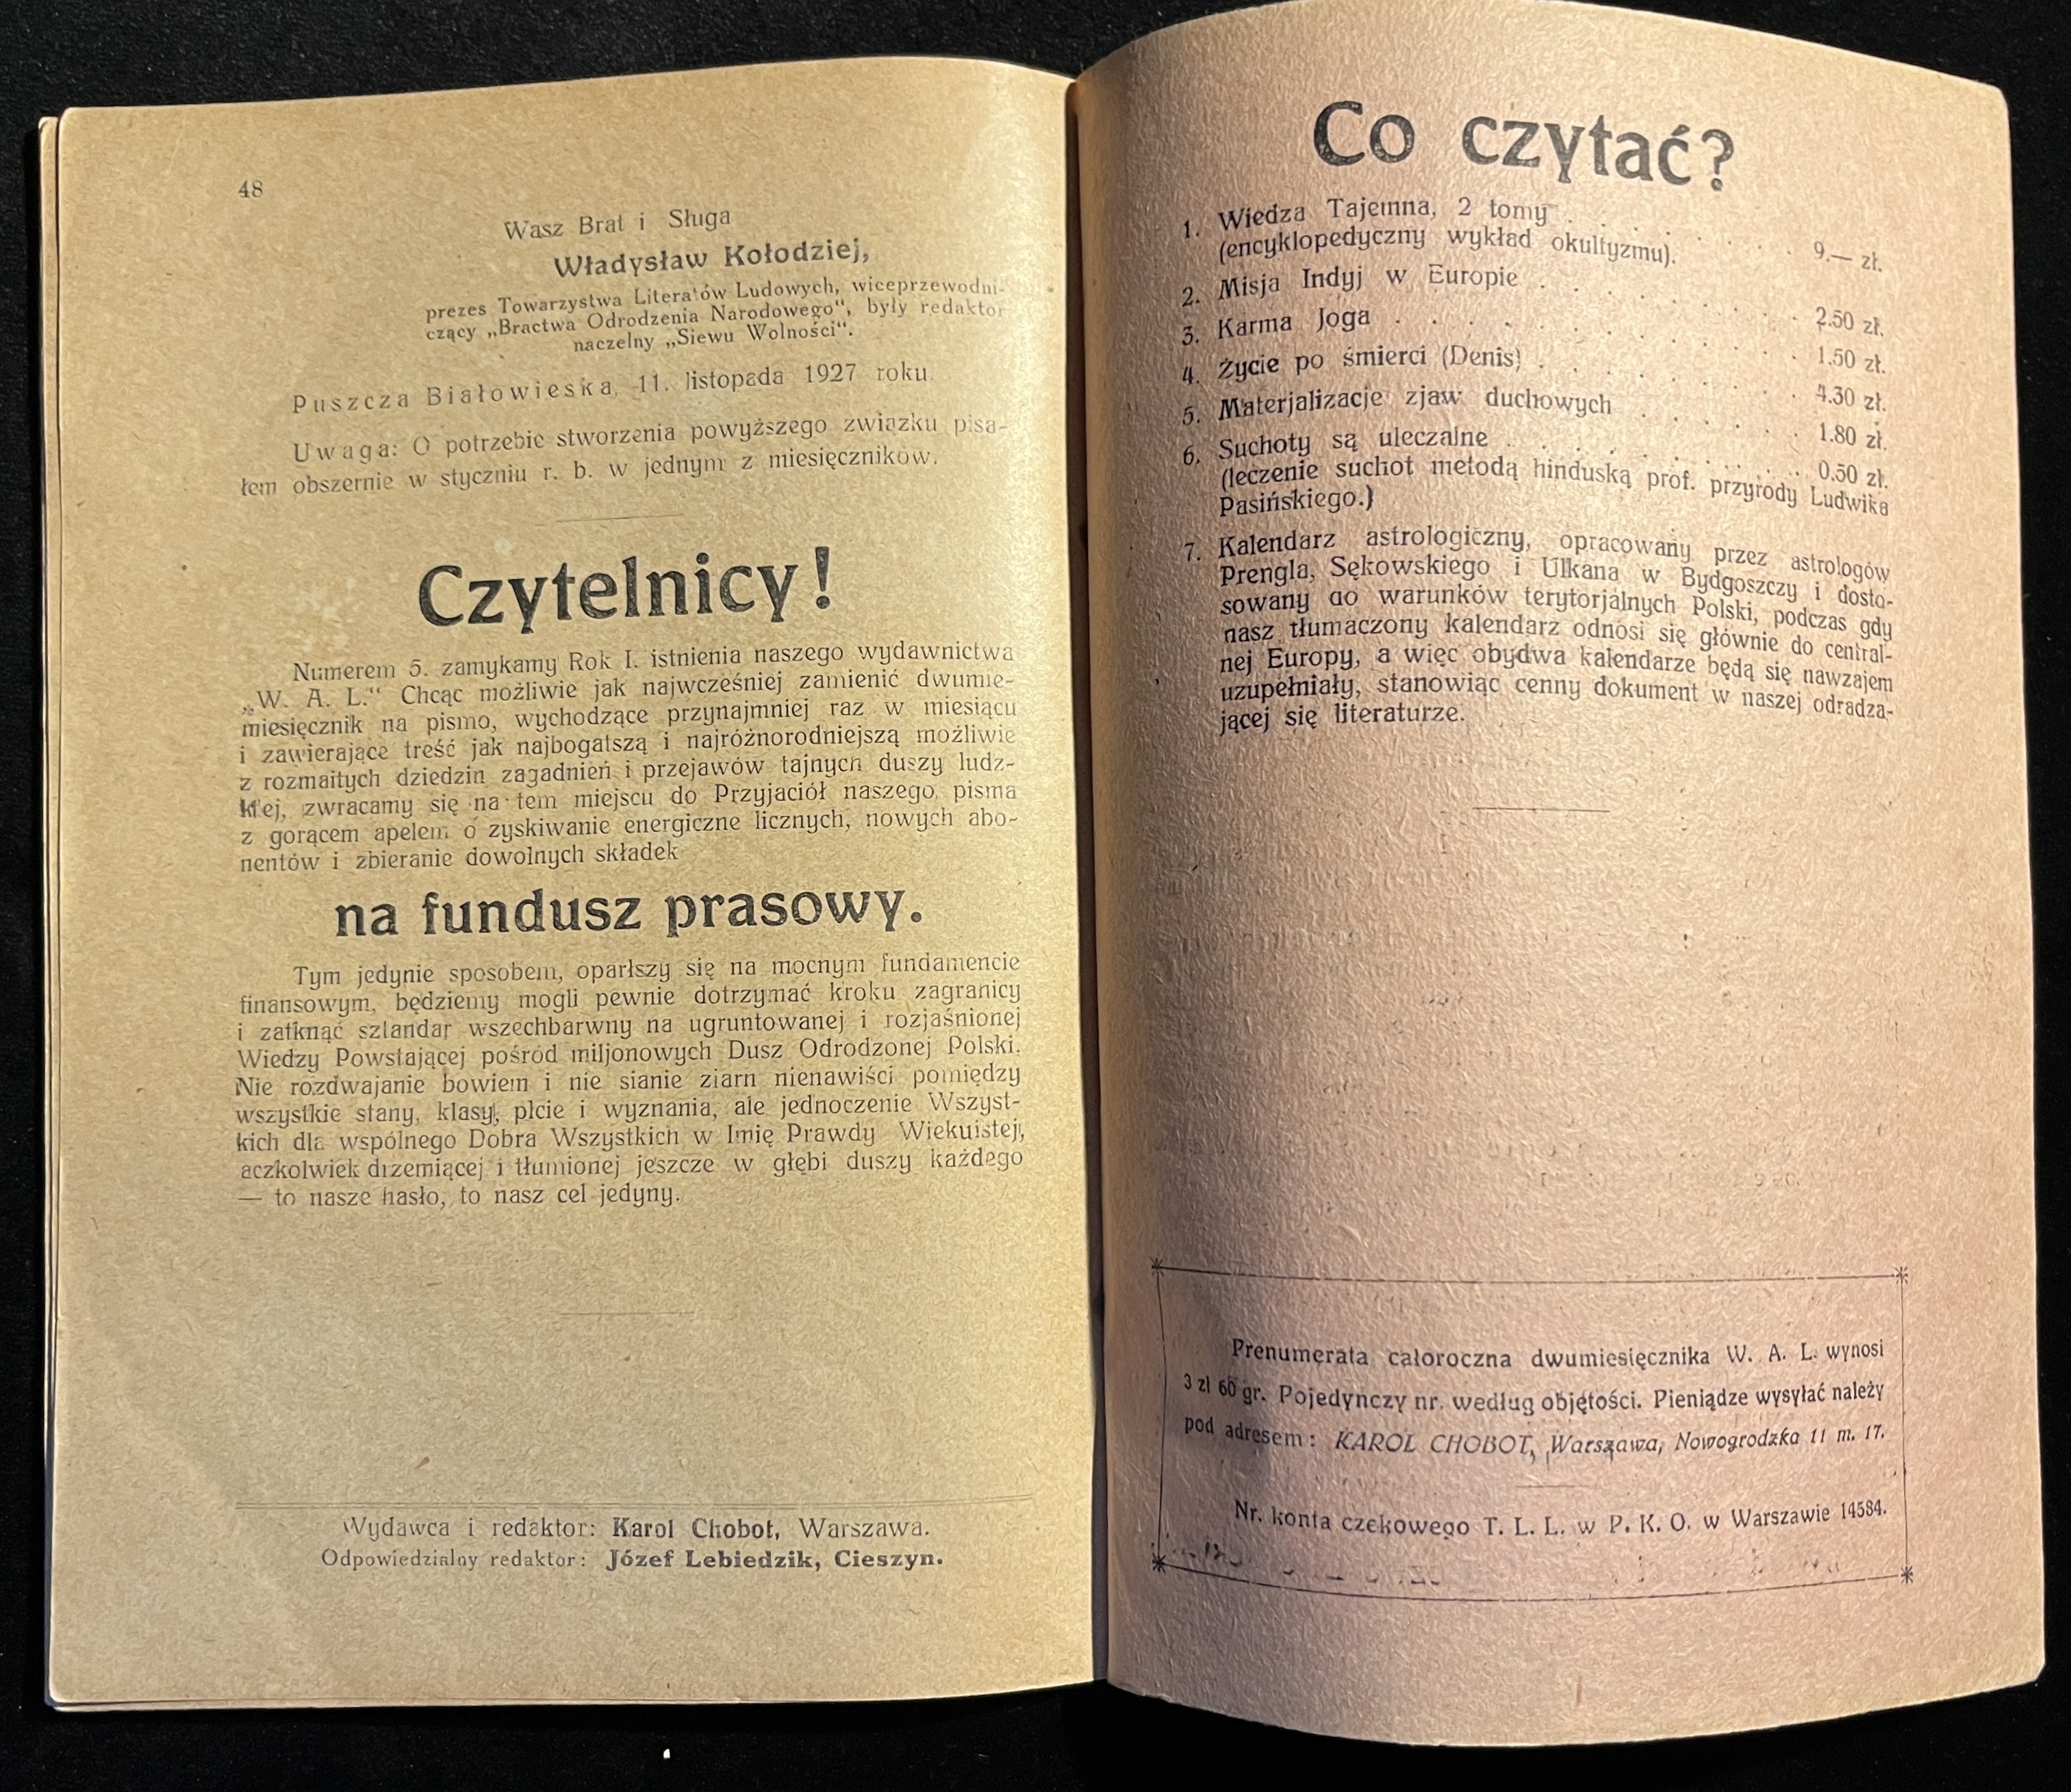 48
Wasz Brat i Sługa
Władysław Kołodziej,
prezes Towarzystwa Literatów Ludowych, wiceprzewodni-
czący „Bractwa Odrodzenia Narodowego", były redaktor
naczelny „Siewu Wolności".
Puszcza Białowieska, 11. listopada 1927 roku.
Uwaga: O potrzebie stworzenia powyższego związku pisa-
łem obszernie w styczniu r. b. w jednym z miesięczników.
Czytelnicy!
Numerem 5. zamykamy Rok I. istnienia naszego wydawnictwa
„W. A. L." Chcąc możliwie jak najwcześniej zamienić dwumie-
miesięcznik na pismo, wychodzące przynajmniej raz w miesiącu
i zawierające treść jak najbogatszą i najróżnorodniejszą możliwie
z rozmaitych dziedzin zagadnień i przejawów tajnych duszy ludz-
kiej, zwracamy się na tem miejscu do Przyjaciół naszego pisma
z gorącem apelem o zyskiwanie energiczne licznych, nowych abo-
nentów i zbieranie dowolnych składek
na fundusz prasowy.
Tym jedynie sposobem, oparłszy się na mocnym fundamencie
finansowym, będziemy mogli pewnie dotrzymać kroku zagranicy
i zatknąć sztandar wszechbarwny na ugruntowanej i rozjaśnionej
Wiedzy Powstającej pośród miljonowych Dusz Odrodzonej Polski.
Nie rozdwajanie bowiem i nie sianie ziarn nienawiści pomiędzy
wszystkie stany, klasy, płcie i wyznania, ale jednoczenie Wszyst-
kich dla wspólnego Dobra Wszystkich w Imię Prawdy Wiekuistej,
aczkolwiek drzemiącej i tłumionej jeszcze w głębi duszy każdego
— to nasze hasło, to nasz cel jedyny.
Wydawca i redaktor: Karol Chobot, Warszawa.
Odpowiedzialny redaktor: Józef Lebiedzik, Cieszyn.
Co czytać?
1. Wiedza Tajemna, 2 tomy . . . . . . . 9.— zł.
(encyklopedyczny wykład okultyzmu).
2. Misja Indyj w Europie . . . . . . . 2.50 zł.
3. Karma Joga . . . . . . . . . . 1.50 zł.
4. Życie po śmierci (Denis) . . . . . . . 4.30 zł.
5. Materjalizacje zjaw duchowych . . . . . 1.80 zł.
6. Suchoty są uleczalne . . . . . . . . 0.50 zł.
(leczenie suchot metodą hinduską prof. przyrody Ludwika
Pasińskiego.)
7. Kalendarz astrologiczny, opracowany przez astrologów
Prengla, Sękowskiego i Ulkana w Bydgoszczy i dosto-
sowany do warunków terytorjalnych Polski, podczas gdy
nasz tłumaczony kalendarz odnosi się głównie do central-
nej Europy, a więc obydwa kalendarze będą się nawzajem
uzupełniały, stanowiąc cenny dokument w naszej odradza-
jącej się literaturze.
Prenumerata całoroczna dwumiesięcznika W. A. L. wynosi
3 zł 60 gr. Pojedynczy nr. według objętości. Pieniądze wysyłać należy
pod adresem: KAROL CHOBOT, Warszawa, Nowogrodzka 11 m. 17.
Nr. konta czekowego T. L. L. w P. K. O. w Warszawie 14584.